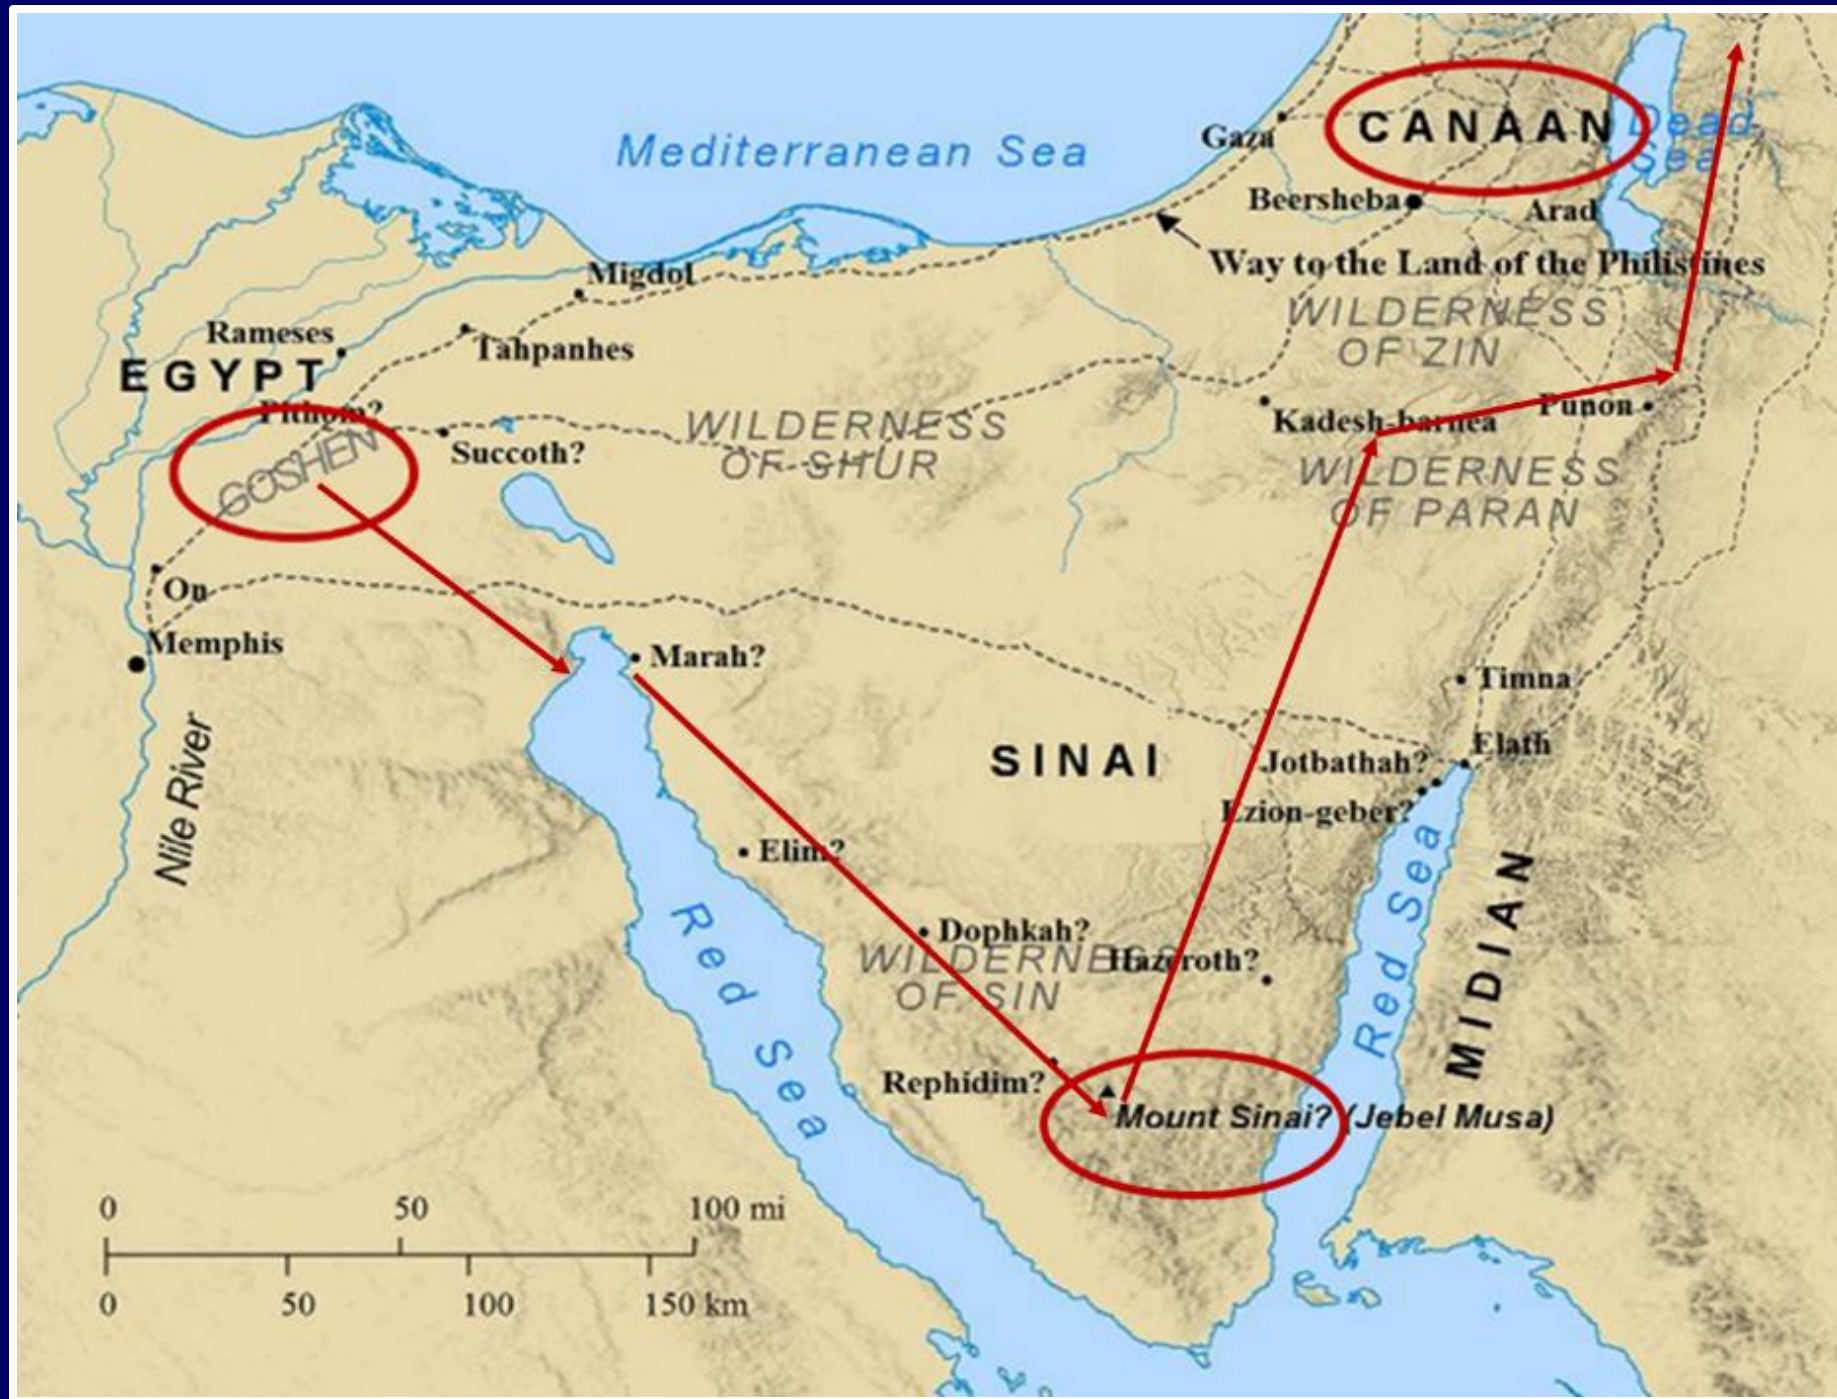 Mediterranean Sea
Gaza
CANAAN
Dead
Sea
Beersheba
Arad
Way to the Land of the Philistines
Migdol
WILDERNESS
OF ZIN
Rameses
Tahpanhes
EGYPT
Pithom?
Kadesh-barnea
Punon
GOSHEN
Succoth?
WILDERNESS
OF SHUR
WILDERNESS
OF PARAN
On
Memphis
Marah?
Timna
Nile River
SINAI
Elath
Jotbathah?
Ezion-geber?
Elim?
Red Sea
Red Sea
MIDIAN
Dophkah?
WILDERNESS
OF SIN
Hazeroth?
Rephidim?
Mount Sinai? (Jebel Musa)
0 50 100 mi
0 50 100 150 km